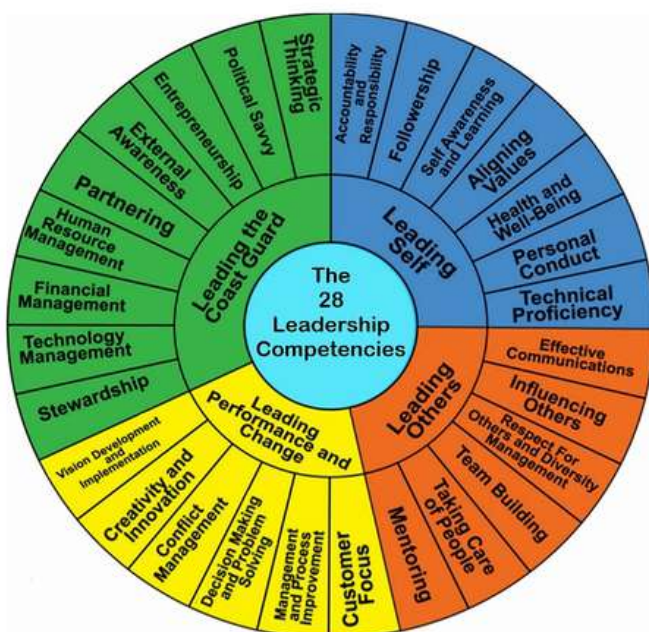 The
28
Leadership
Competencies
Leading
Self
Accountability
and
Responsibility
Followership
Self Awareness
and Learning
Aligning
Values
Health and
Well-Being
Personal
Conduct
Technical
Proficiency
Leading
Others
Effective
Communications
Influencing
Others
Respect For
Others and Diversity
Management
Team Building
Taking Care
of People
Mentoring
Leading
Performance and
Change
Customer
Focus
Management
and Process
Improvement
Decision Making
and Problem
Solving
Conflict
Management
Creativity and
Innovation
Vision Development
and
Implementation
Leading the
Coast Guard
Stewardship
Technology
Management
Financial
Management
Human
Resource
Management
Partnering
External
Awareness
Entrepreneurship
Political Savvy
Strategic
Thinking